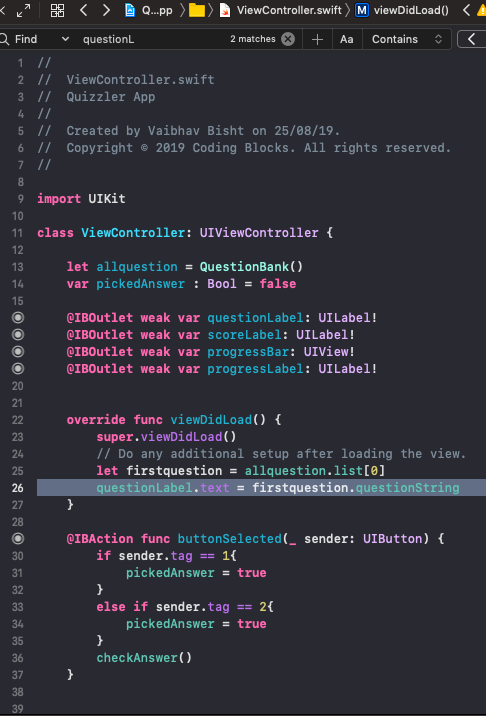 Q...pp ViewController.swift M viewDidLoad()
Find questionL 2 matches Aa Contains
1 //
2 //  ViewController.swift
3 //  Quizzler App
4 //
5 //  Created by Vaibhav Bisht on 25/08/19.
6 //  Copyright © 2019 Coding Blocks. All rights reserved.
7 //
8
9 import UIKit
10
11 class ViewController: UIViewController {
12
13     let allquestion = QuestionBank()
14     var pickedAnswer : Bool = false
15
@IBOutlet weak var questionLabel: UILabel!
@IBOutlet weak var scoreLabel: UILabel!
@IBOutlet weak var progressBar: UIView!
@IBOutlet weak var progressLabel: UILabel!
20
21
22     override func viewDidLoad() {
23         super.viewDidLoad()
24         // Do any additional setup after loading the view.
25         let firstquestion = allquestion.list[0]
26         questionLabel.text = firstquestion.questionString
27     }
28
@IBAction func buttonSelected(_ sender: UIButton) {
30         if sender.tag == 1{
31             pickedAnswer = true
32         }
33         else if sender.tag == 2{
34             pickedAnswer = true
35         }
36         checkAnswer()
37     }
38
39